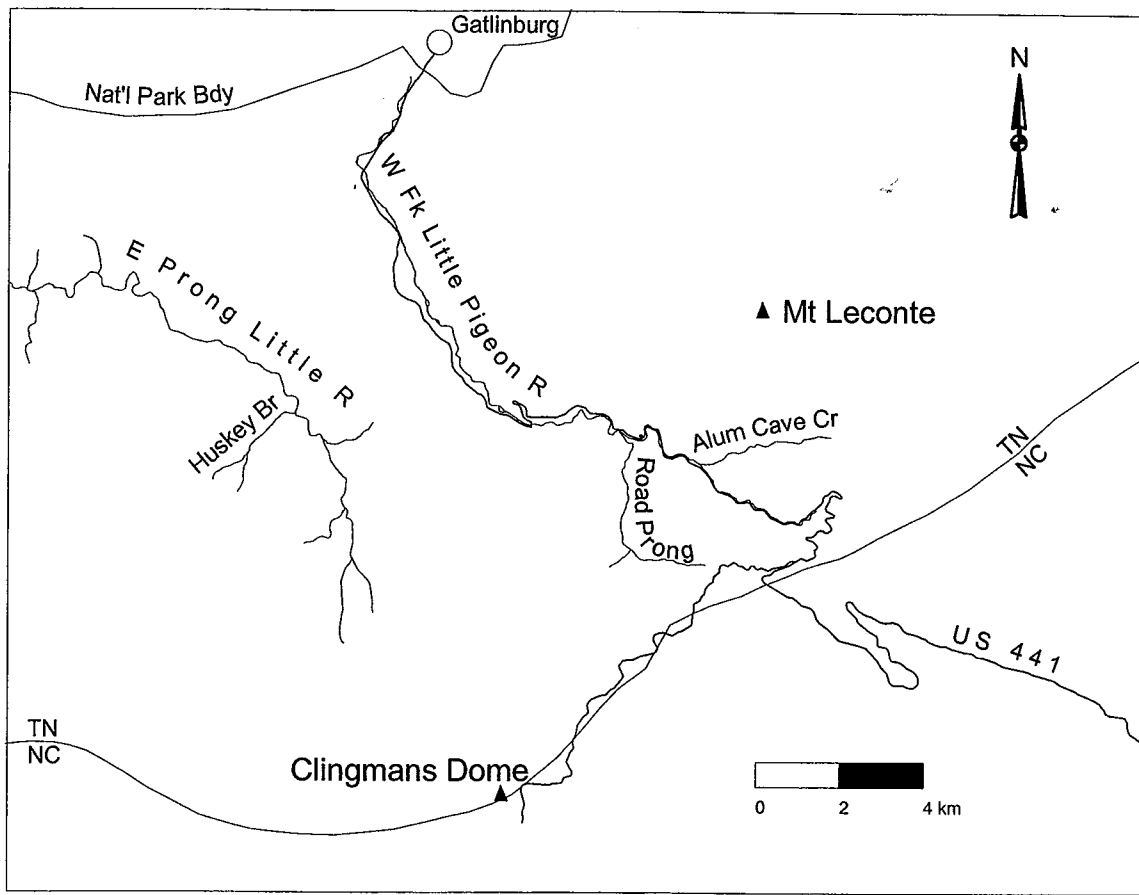 Gatlinburg
Nat'l Park Bdy
N
W Fk Little Pigeon R
E Prong Little R
Mt Leconte
Huskey Br
Alum Cave Cr
Road Prong
TN
NC
US 441
TN
NC
Clingmans Dome
0 2 4 km